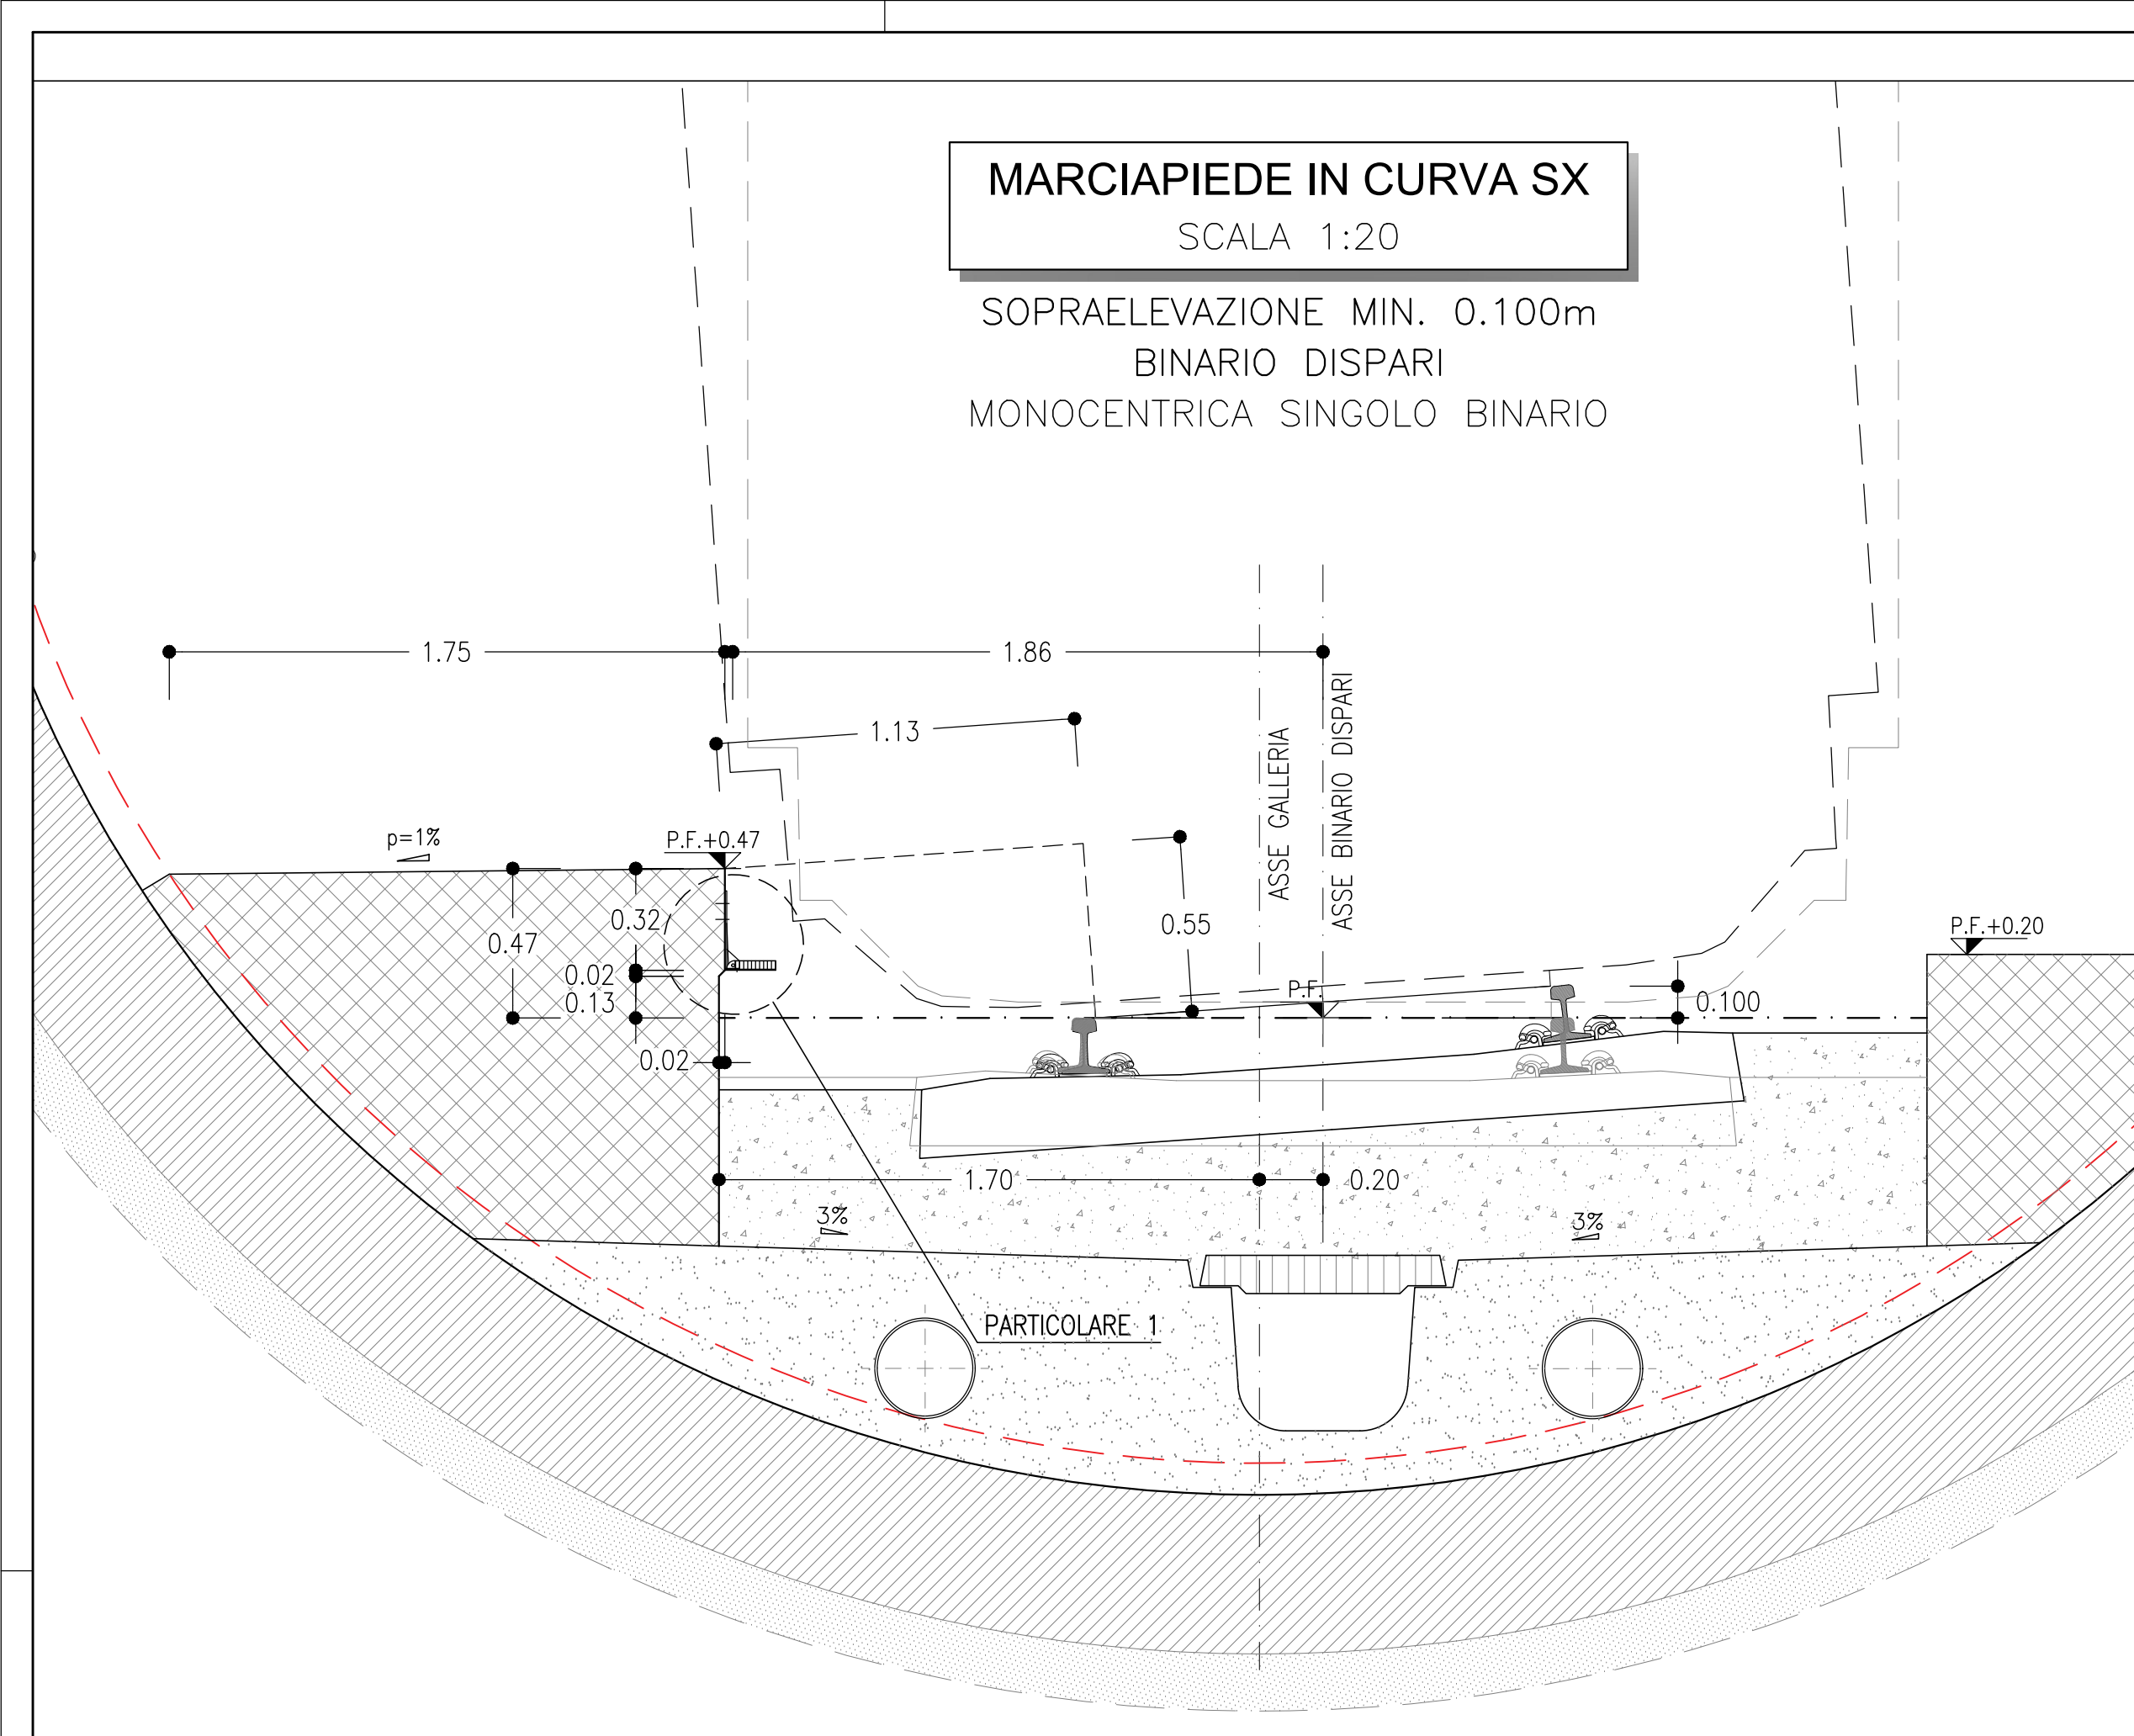 MARCIAPIEDE IN CURVA SX
SCALA 1:20
SOPRAELEVAZIONE MIN. 0.100m
BINARIO DISPARI
MONOCENTRICA SINGOLO BINARIO
1.75
1.86
1.13
ASSE GALLERIA
ASSE BINARIO DISPARI
p=1%
P.F.+0.47
0.32
0.47
0.55
P.F.+0.20
0.02
0.13
P.F.
0.100
0.02
1.70
0.20
3%
3%
PARTICOLARE 1